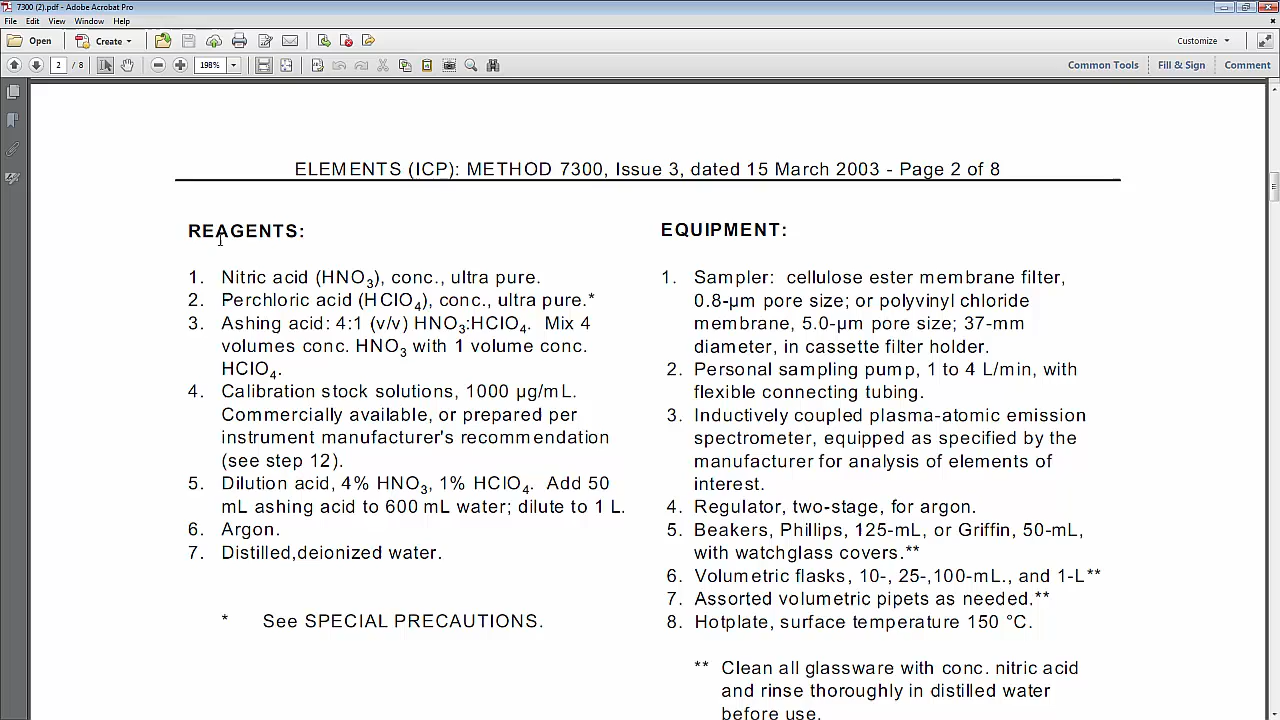 7300 (2).pdf - Adobe Acrobat Pro
File Edit View Window Help
Open Create Customize
2 / 8 198% Common Tools Fill & Sign Comment
ELEMENTS (ICP): METHOD 7300, Issue 3, dated 15 March 2003 - Page 2 of 8
REAGENTS:
1. Nitric acid (HNO3), conc., ultra pure.
2. Perchloric acid (HClO4), conc., ultra pure.*
3. Ashing acid: 4:1 (v/v) HNO3:HClO4. Mix 4
volumes conc. HNO3 with 1 volume conc.
HClO4.
4. Calibration stock solutions, 1000 µg/mL.
Commercially available, or prepared per
instrument manufacturer's recommendation
(see step 12).
5. Dilution acid, 4% HNO3, 1% HClO4. Add 50
mL ashing acid to 600 mL water; dilute to 1 L.
6. Argon.
7. Distilled,deionized water.
* See SPECIAL PRECAUTIONS.
EQUIPMENT:
1. Sampler: cellulose ester membrane filter,
0.8-µm pore size; or polyvinyl chloride
membrane, 5.0-µm pore size; 37-mm
diameter, in cassette filter holder.
2. Personal sampling pump, 1 to 4 L/min, with
flexible connecting tubing.
3. Inductively coupled plasma-atomic emission
spectrometer, equipped as specified by the
manufacturer for analysis of elements of
interest.
4. Regulator, two-stage, for argon.
5. Beakers, Phillips, 125-mL, or Griffin, 50-mL,
with watchglass covers.**
6. Volumetric flasks, 10-, 25-,100-mL., and 1-L**
7. Assorted volumetric pipets as needed.**
8. Hotplate, surface temperature 150 °C.
** Clean all glassware with conc. nitric acid
and rinse thoroughly in distilled water
before use.